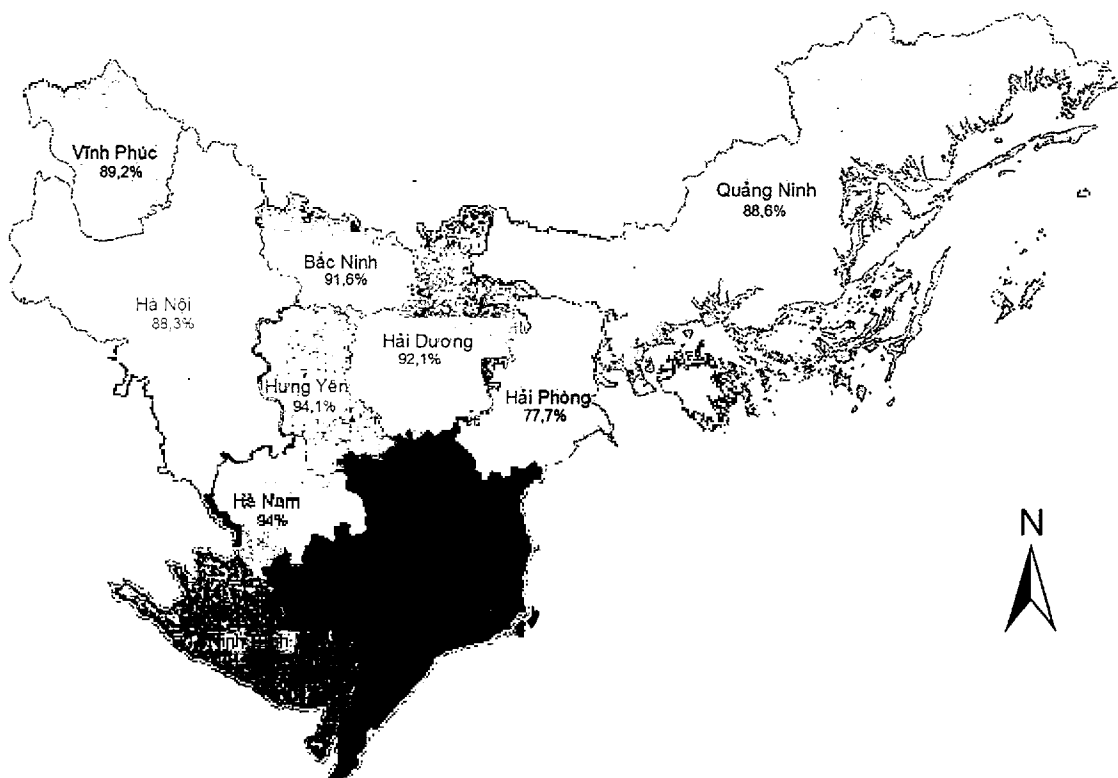 Vĩnh Phúc
89,2%
Quảng Ninh
88,6%
Bắc Ninh
91,6%
Hà Nội
88,3%
Hải Dương
92,1%
Hưng Yên
94,1%
Hải Phòng
77,7%
Hà Nam
94%
N